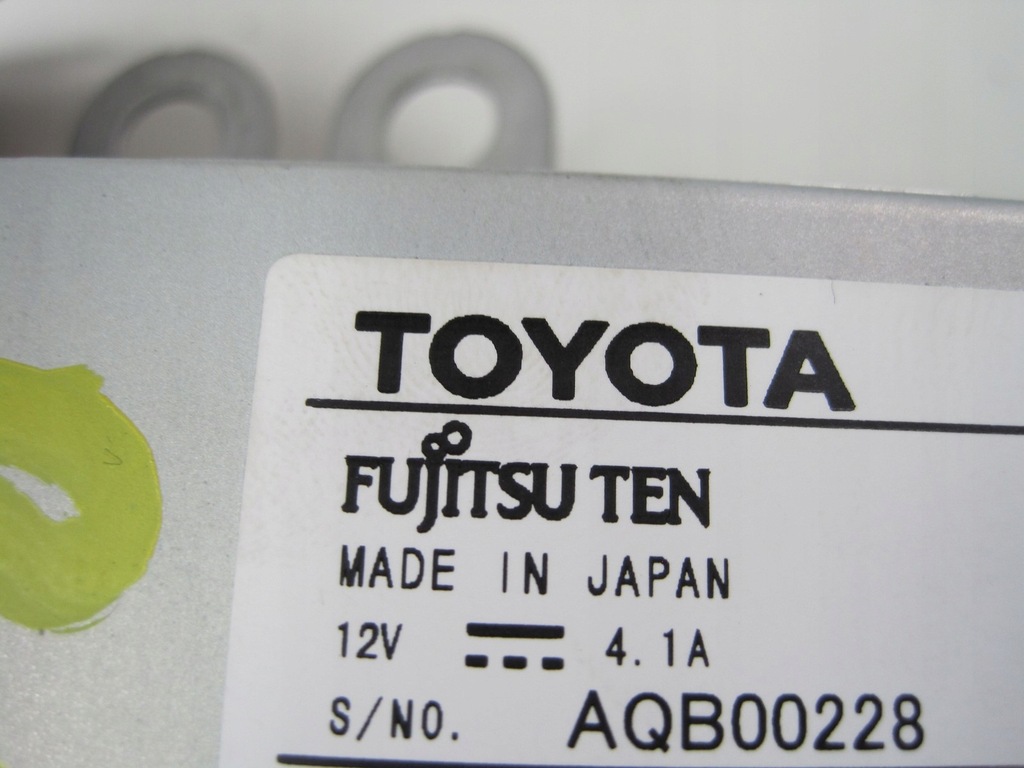 TOYOTA
FUJITSU TEN
MADE IN JAPAN
12V 4.1A
S/NO. AQB00228